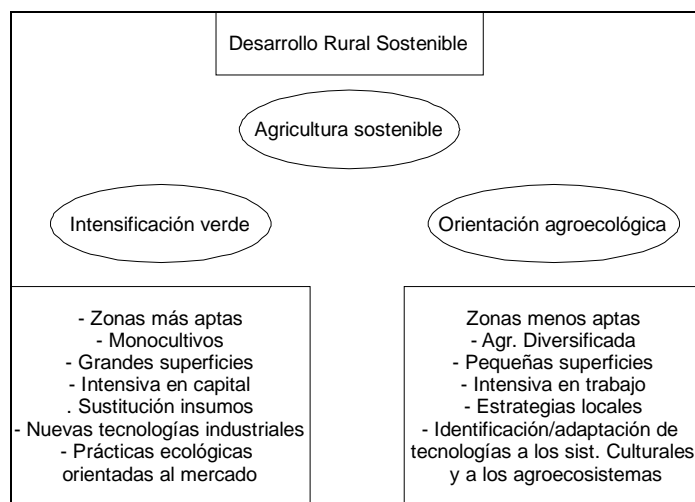 Desarrollo Rural Sostenible
Agricultura sostenible
Intensificación verde
Orientación agroecológica
- Zonas más aptas
- Monocultivos
- Grandes superficies
- Intensiva en capital
. Sustitución insumos
- Nuevas tecnologías industriales
- Prácticas ecológicas
orientadas al mercado
Zonas menos aptas
- Agr. Diversificada
- Pequeñas superficies
- Intensiva en trabajo
- Estrategias locales
- Identificación/adaptación de
tecnologías a los sist. Culturales
y a los agroecosistemas